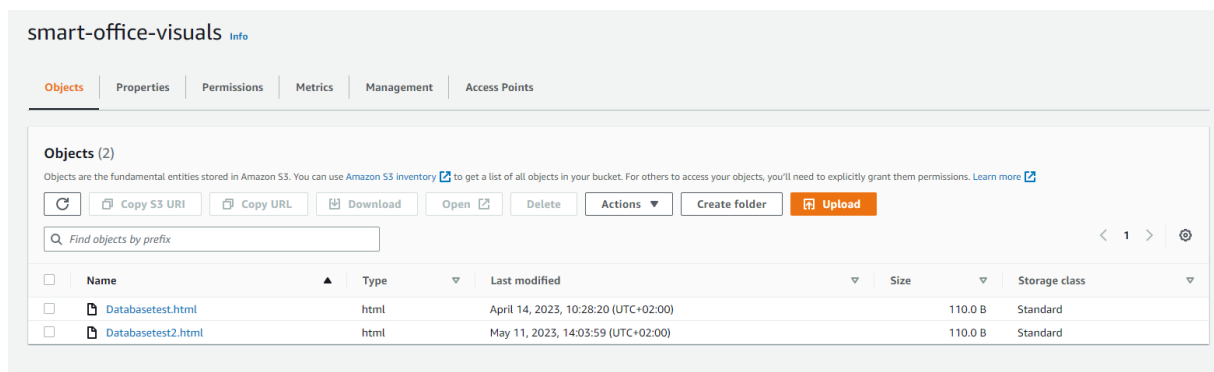 smart-office-visuals Info
Objects Properties Permissions Metrics Management Access Points
Objects (2)
Objects are the fundamental entities stored in Amazon S3. You can use Amazon S3 inventory to get a list of all objects in your bucket. For others to access your objects, you'll need to explicitly grant them permissions. Learn more
Copy S3 URI Copy URL Download Open Delete Actions Create folder Upload
Find objects by prefix 1
Name Type Last modified Size Storage class
Databasetest.html html April 14, 2023, 10:28:20 (UTC+02:00) 110.0 B Standard
Databasetest2.html html May 11, 2023, 14:03:59 (UTC+02:00) 110.0 B Standard